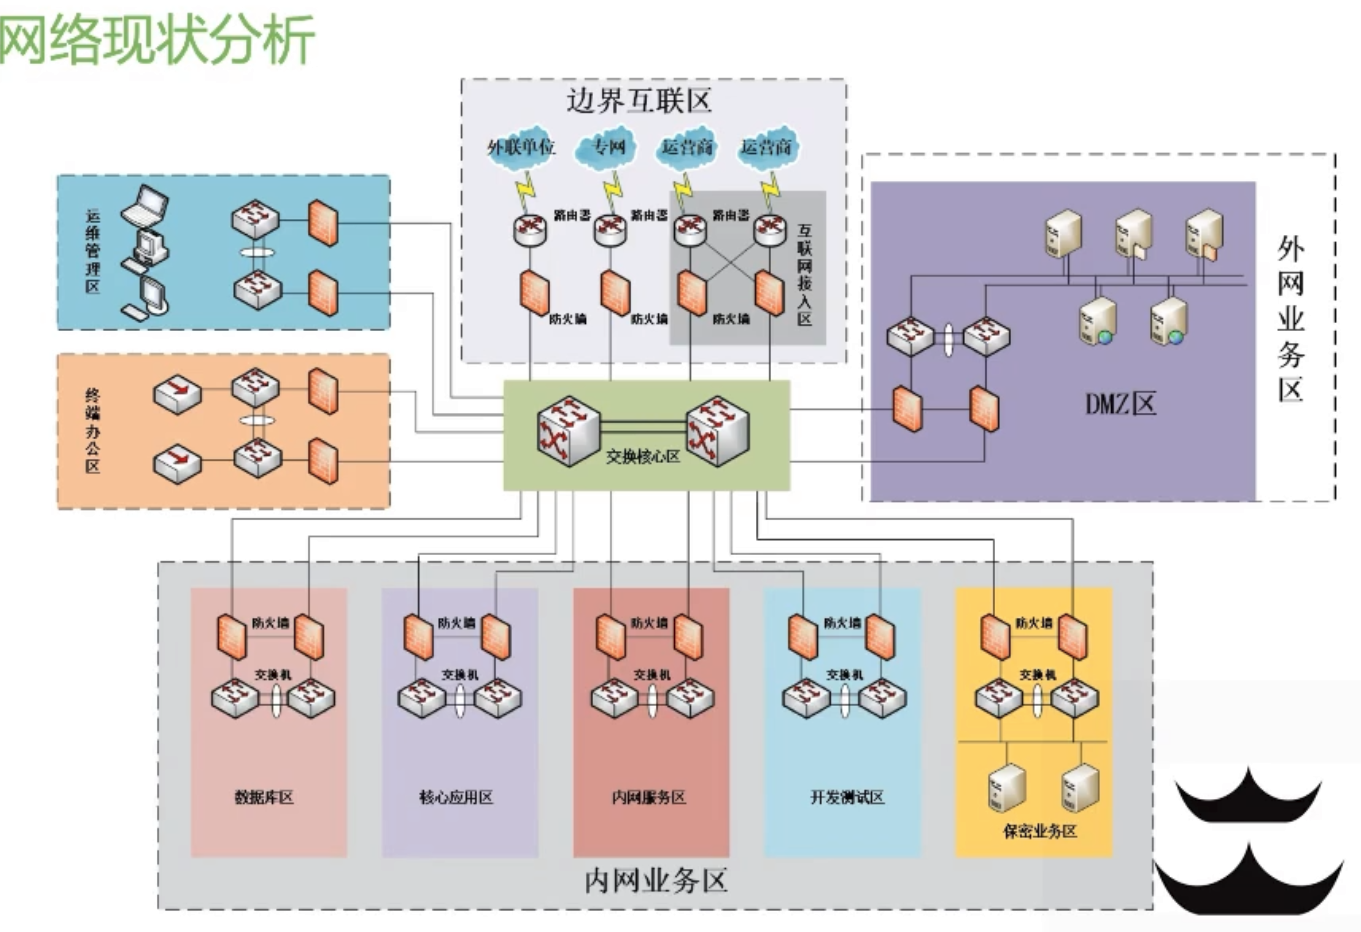 网络现状分析
边界互联区
外联单位
专网
运营商
运营商
路由器
路由器
路由器
防火墙
防火墙
防火墙
互联网接入区
运维管理区
终端办公区
交换核心区
DMZ区
外网业务区
防火墙
交换机
数据库区
防火墙
交换机
核心应用区
防火墙
交换机
内网服务区
防火墙
交换机
开发测试区
防火墙
交换机
保密业务区
内网业务区